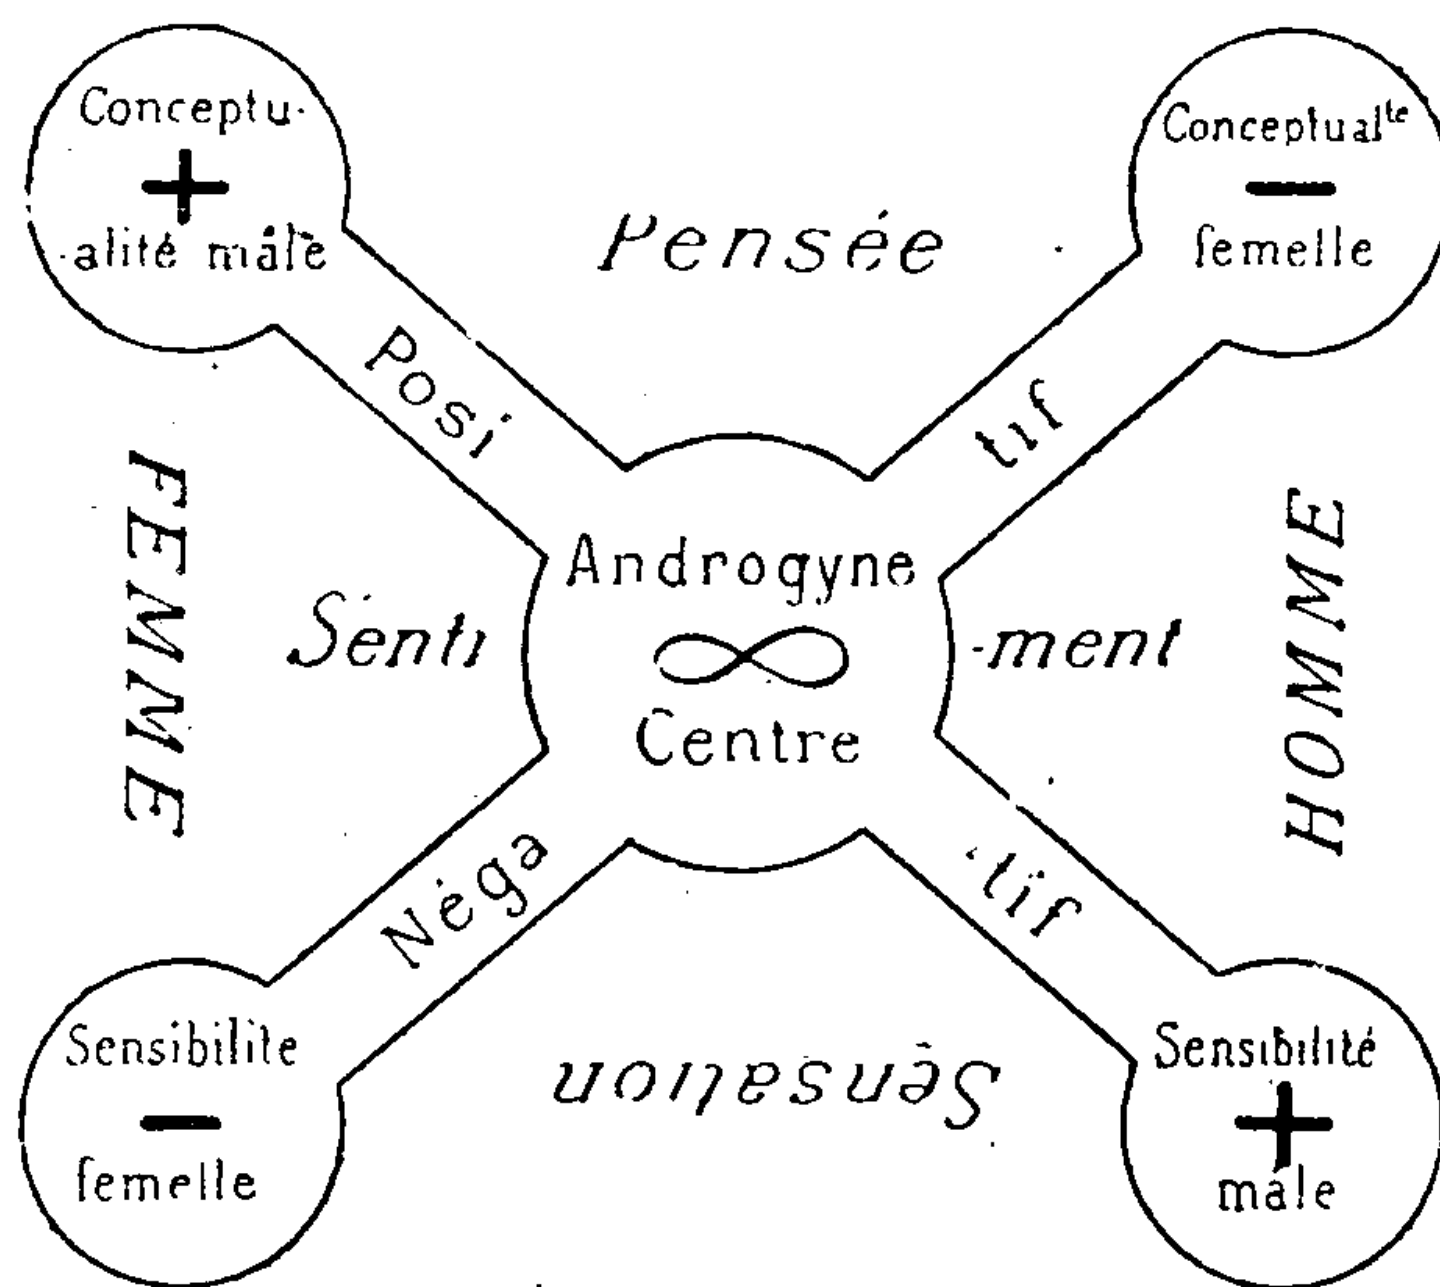 Conceptu-
+
-alité mâle
Conceptualte
−
femelle
Pensée
Posi
tif
FEMME
HOMME
Androgyne
Senti
∞
-ment
Centre
Néga
-tif
Sensibilite
−
femelle
Sensation
Sensibilité
+
mâle